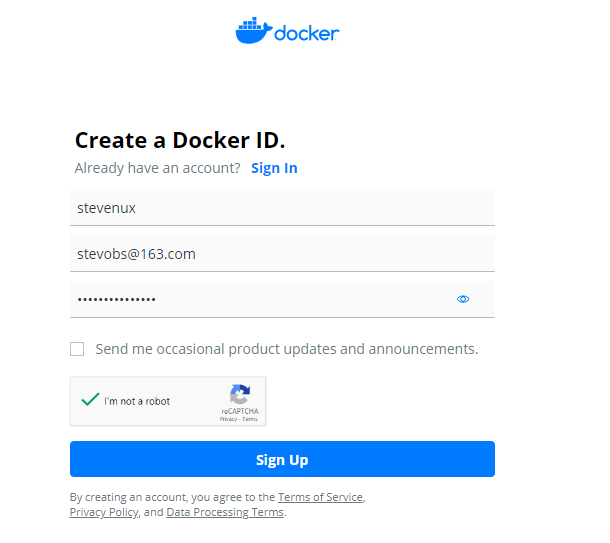 docker
Create a Docker ID.
Already have an account? Sign In
stevenux
stevobs@163.com
•••••••••••••••
Send me occasional product updates and announcements.
I'm not a robot
reCAPTCHA
Privacy - Terms
Sign Up
By creating an account, you agree to the Terms of Service,
Privacy Policy, and Data Processing Terms.